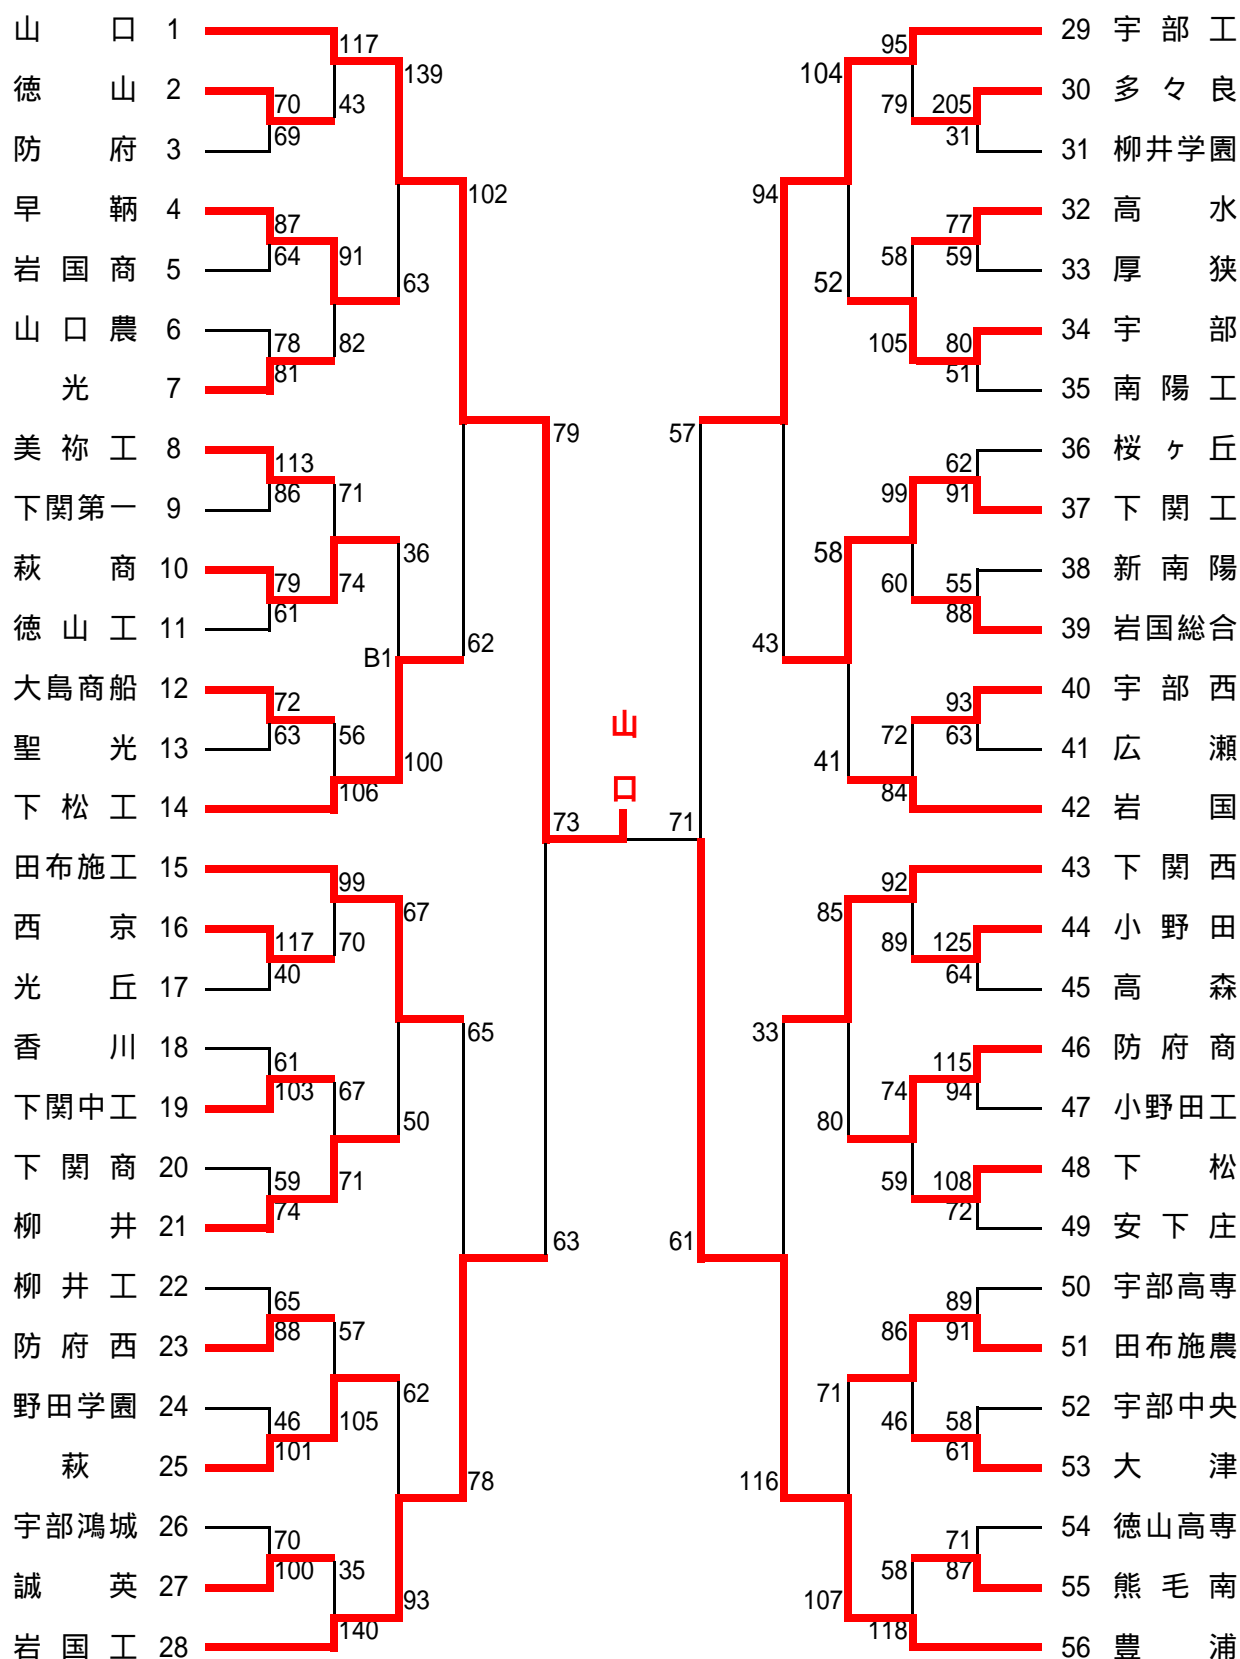 山口 1
117
139
徳山 2
70
43
69
防府 3
102
早鞆 4
87
64
91
岩国商 5
63
山口農 6
78
82
81
光 7
79
美祢工 8
113
86
71
下関第一 9
36
萩商 10
79
74
61
徳山工 11
B1
62
大島商船 12
72
63
56
聖光 13
100
106
下松工 14
山口
73
71
田布施工 15
99
67
西京 16
117
70
40
光丘 17
65
香川 18
61
103
67
下関中工 19
50
下関商 20
59
71
74
柳井 21
63
柳井工 22
65
88
57
防府西 23
62
野田学園 24
46
105
101
萩 25
78
宇部鴻城 26
70
100
35
誠英 27
93
140
岩国工 28
95
29 宇部工
104
79
205
30 多々良
31
31 柳井学園
94
77
32 高水
58
59
33 厚狭
52
105
80
34 宇部
51
35 南陽工
57
62
36 桜ヶ丘
99
91
37 下関工
58
60
55
38 新南陽
88
39 岩国総合
43
93
40 宇部西
72
63
41 広瀬
41
84
42 岩国
92
43 下関西
85
89
125
44 小野田
64
45 高森
33
115
46 防府商
74
94
47 小野田工
80
59
108
48 下松
72
49 安下庄
61
89
50 宇部高専
86
91
51 田布施農
71
46
58
52 宇部中央
61
53 大津
116
71
54 徳山高専
58
87
55 熊毛南
107
118
56 豊浦